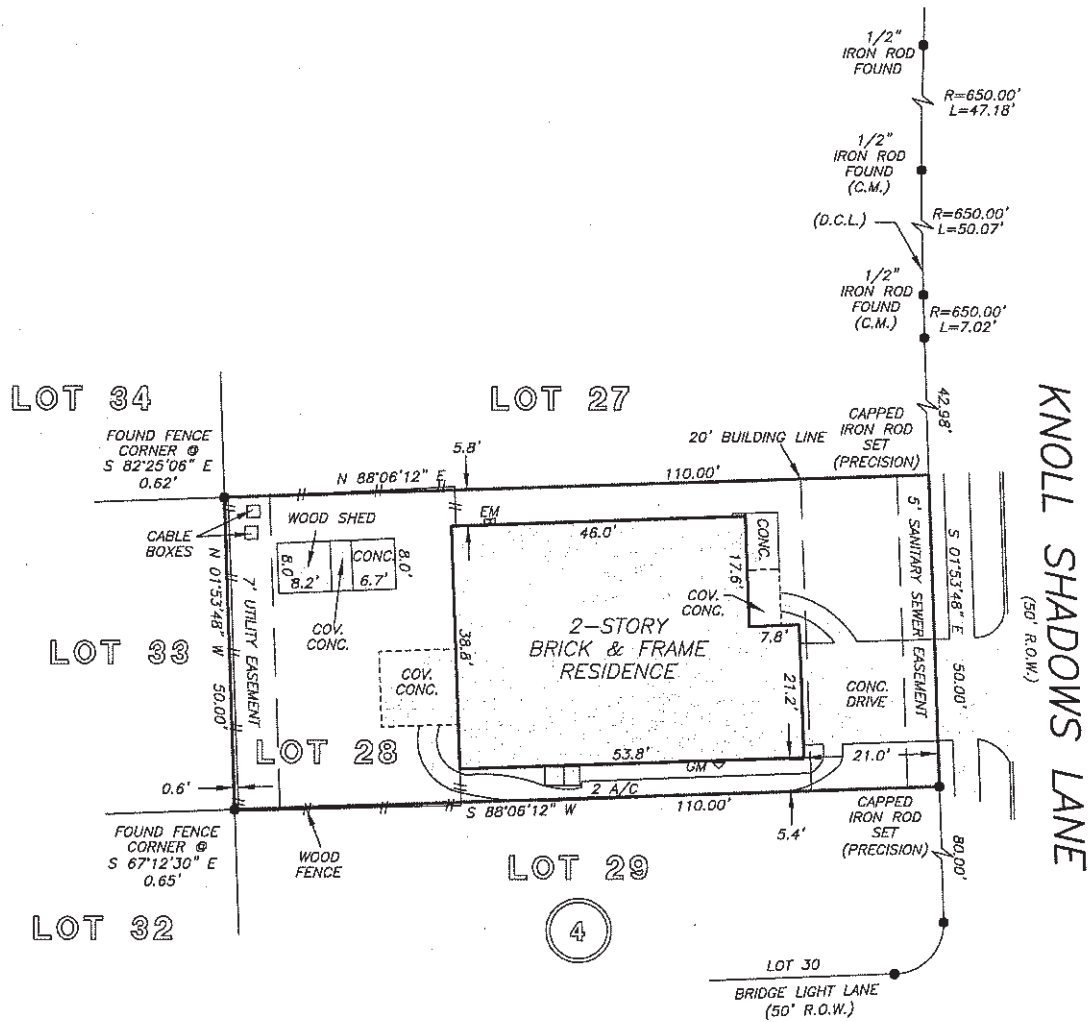 1/2"
IRON ROD
FOUND
R=650.00'
L=47.18'
1/2"
IRON ROD
FOUND
(C.M.)
(D.C.L.)
R=650.00'
L=50.07'
1/2"
IRON ROD
FOUND
(C.M.)
R=650.00'
L=7.02'
42.98'
LOT 34
LOT 27
FOUND FENCE
CORNER @
S 82°25'06" E
0.62'
5.8'
20' BUILDING LINE
CAPPED
IRON ROD
SET
(PRECISION)
KNOLL SHADOWS LANE
(50' R.O.W.)
N 88°06'12" E
110.00'
CABLE
BOXES
WOOD SHED
EM
46.0'
CONC.
5' SANITARY SEWER EASEMENT
S 01°53'48" E
50.00'
N 01°53'48" W
50.00'
7' UTILITY EASEMENT
8.0'
8.2'
CONC.
6.7'
8.0'
COV.
CONC.
17.6'
COV.
CONC.
7.8'
LOT 33
38.8'
2-STORY
BRICK & FRAME
RESIDENCE
COV.
CONC.
21.2'
CONC.
DRIVE
LOT 28
53.8'
GM
21.0'
0.6'
2 A/C
S 88°06'12" W
110.00'
5.4'
FOUND FENCE
CORNER @
S 67°12'30" E
0.65'
WOOD
FENCE
CAPPED
IRON ROD
SET
(PRECISION)
80.00'
LOT 29
LOT 32
4
LOT 30
BRIDGE LIGHT LANE
(50' R.O.W.)